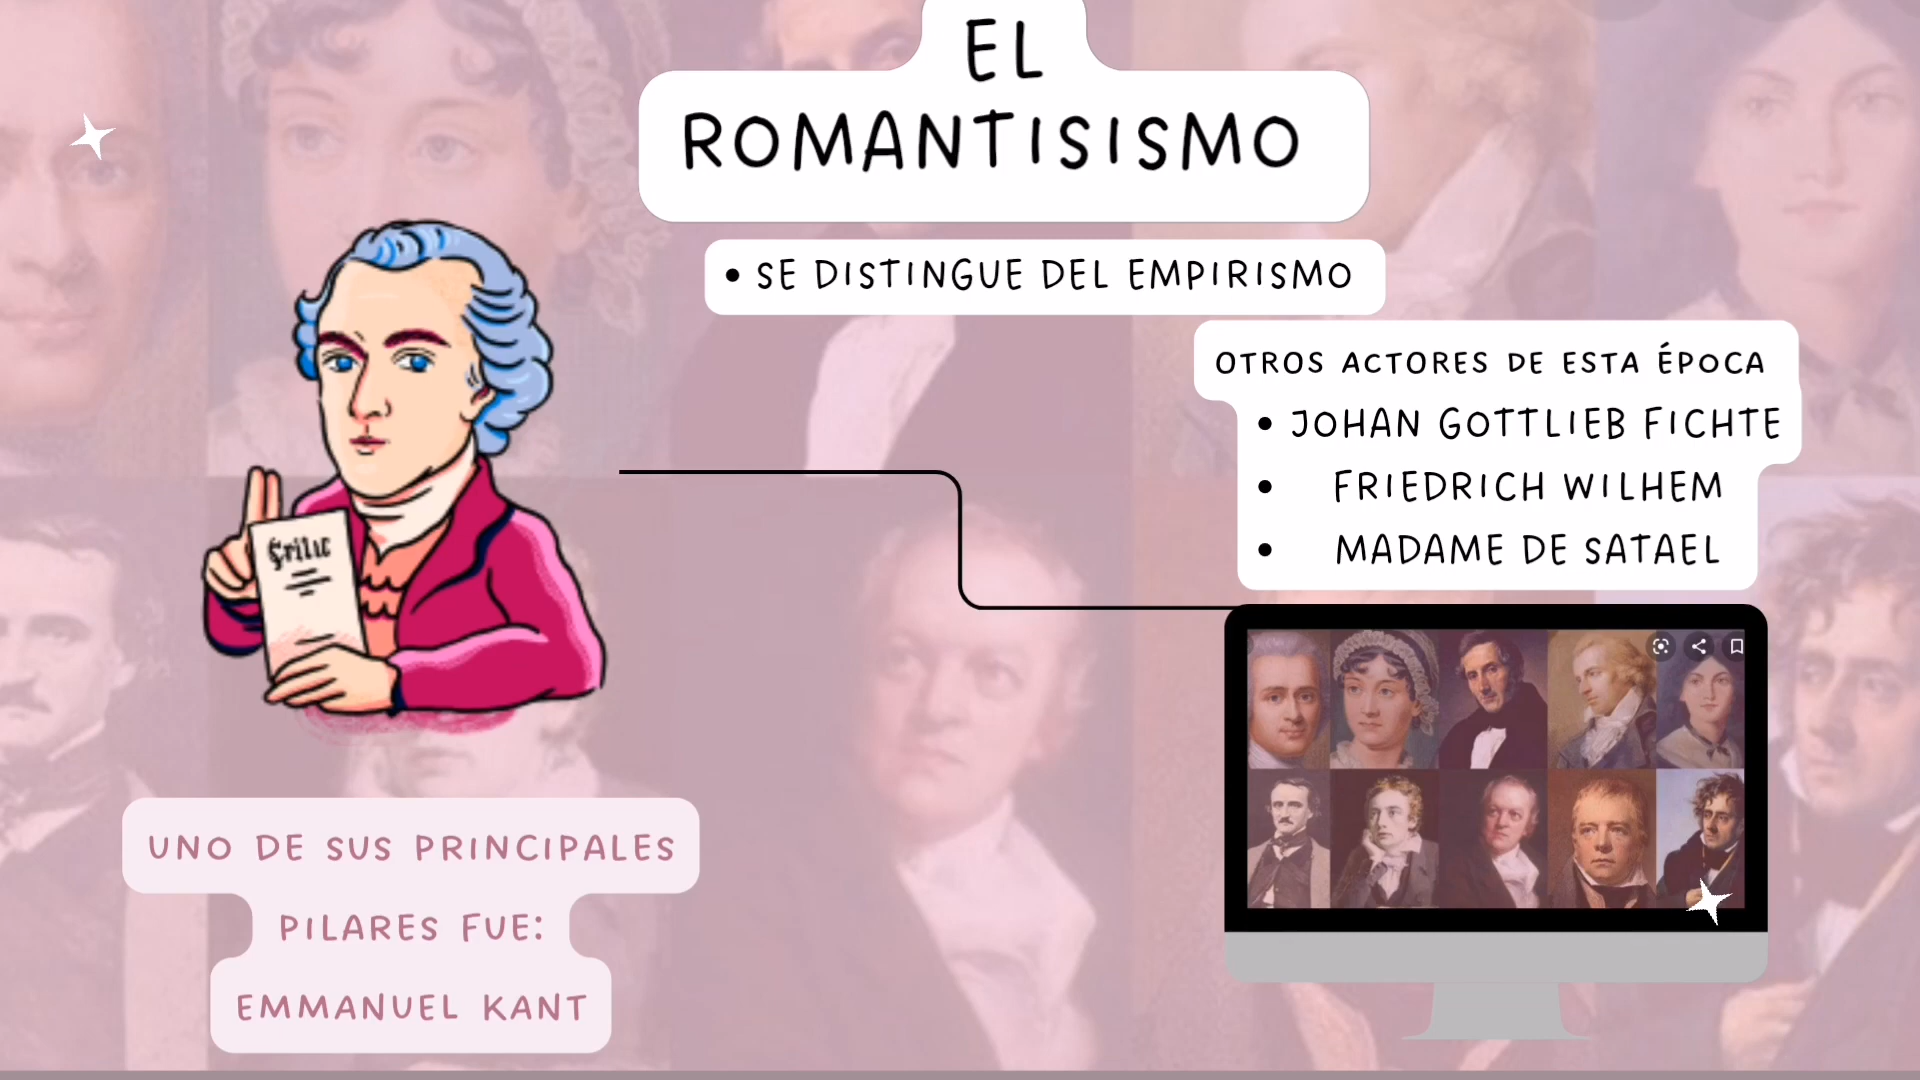 EL
ROMANTISISMO
• SE DISTINGUE DEL EMPIRISMO
OTROS ACTORES DE ESTA ÉPOCA
• JOHAN GOTTLIEB FICHTE
• FRIEDRICH WILHEM
• MADAME DE SATAEL
UNO DE SUS PRINCIPALES
PILARES FUE:
EMMANUEL KANT